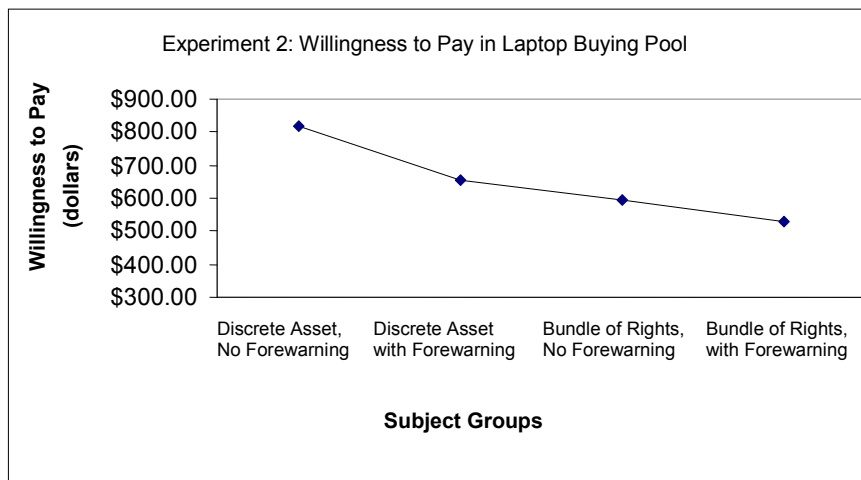 Experiment 2: Willingness to Pay in Laptop Buying Pool
Willingness to Pay
(dollars)
$900.00
$800.00
$700.00
$600.00
$500.00
$400.00
$300.00
Discrete Asset,
No Forewarning
Discrete Asset
with Forewarning
Bundle of Rights,
No Forewarning
Bundle of Rights,
with Forewarning
Subject Groups